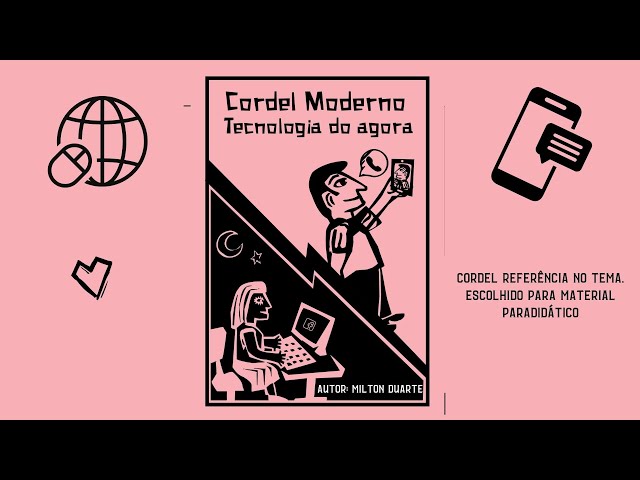 Cordel Moderno
Tecnologia do agora
AUTOR: MILTON DUARTE
CORDEL REFERÊNCIA NO TEMA.
ESCOLHIDO PARA MATERIAL
PARADIDÁTICO